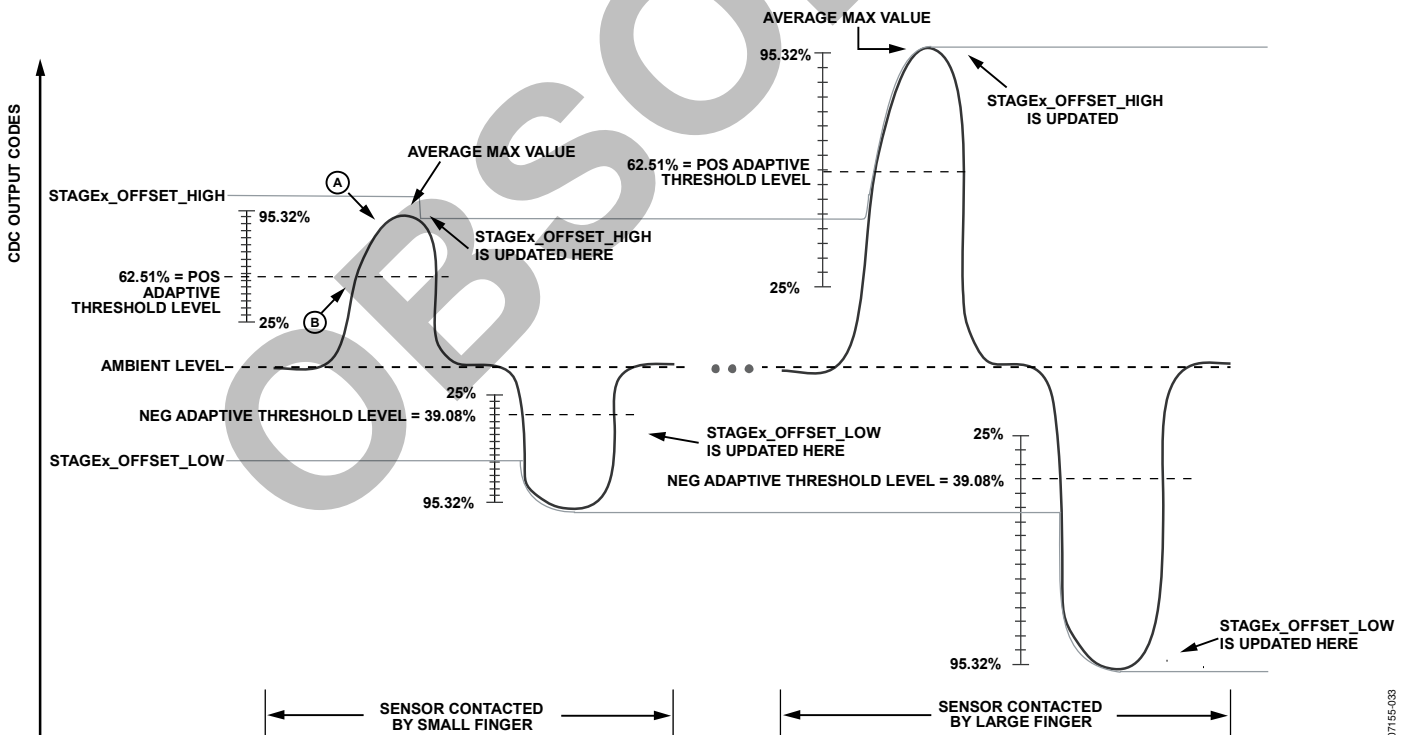 AVERAGE MAX VALUE
95.32%
STAGEx_OFFSET_HIGH
IS UPDATED
CDC OUTPUT CODES
AVERAGE MAX VALUE
62.51% = POS ADAPTIVE
THRESHOLD LEVEL
A
STAGEx_OFFSET_HIGH
95.32%
STAGEx_OFFSET_HIGH
IS UPDATED HERE
62.51% = POS
ADAPTIVE
THRESHOLD LEVEL
25%
B
25%
AMBIENT LEVEL
25%
NEG ADAPTIVE THRESHOLD LEVEL = 39.08%
STAGEx_OFFSET_LOW
IS UPDATED HERE
25%
STAGEx_OFFSET_LOW
NEG ADAPTIVE THRESHOLD LEVEL = 39.08%
95.32%
STAGEx_OFFSET_LOW
IS UPDATED HERE
95.32%
SENSOR CONTACTED
BY SMALL FINGER
SENSOR CONTACTED
BY LARGE FINGER
07155-033
OBSO